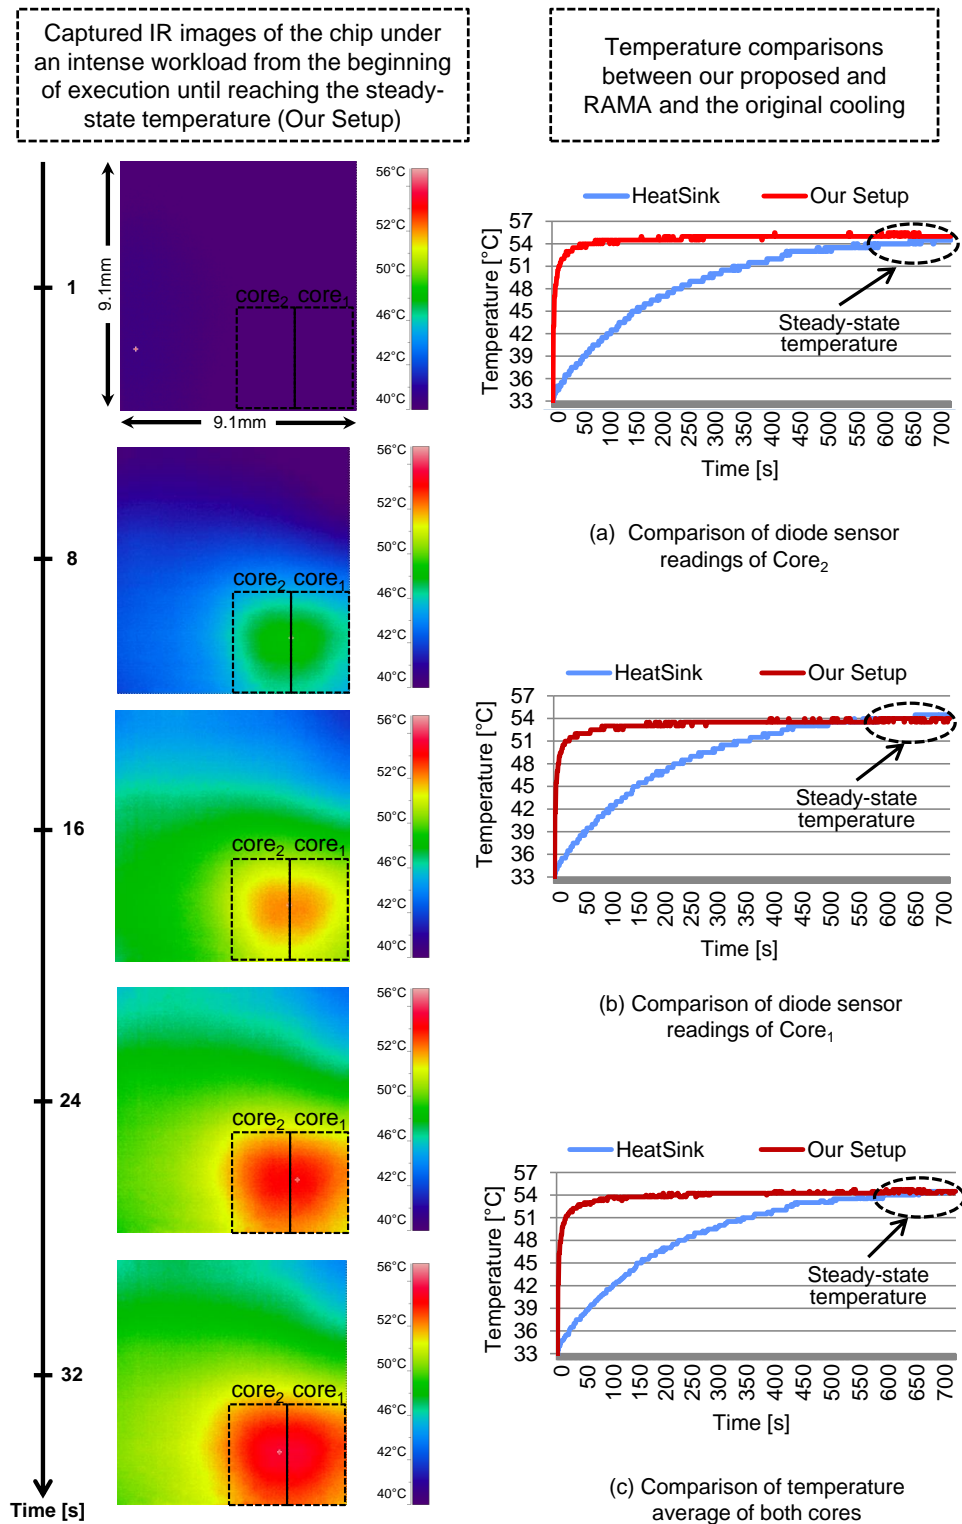 Captured IR images of the chip under
an intense workload from the beginning
of execution until reaching the steady-
state temperature (Our Setup)
Temperature comparisons
between our proposed and
RAMA and the original cooling
1
8
16
24
32
Time [s]
9.1mm
9.1mm
core2 core1
56°C
52°C
50°C
46°C
42°C
40°C
core2 core1
56°C
52°C
50°C
46°C
42°C
40°C
core2 core1
56°C
52°C
50°C
46°C
42°C
40°C
core2 core1
56°C
52°C
50°C
46°C
42°C
40°C
core2 core1
56°C
52°C
50°C
46°C
42°C
40°C
HeatSink Our Setup
Temperature [°C]
57
54
51
48
45
42
39
36
33
Steady-state
temperature
0 50 100 150 200 250 300 350 400 450 500 550 600 650 700
Time [s]
(a) Comparison of diode sensor
readings of Core2
HeatSink Our Setup
Temperature [°C]
57
54
51
48
45
42
39
36
33
Steady-state
temperature
0 50 100 150 200 250 300 350 400 450 500 550 600 650 700
Time [s]
(b) Comparison of diode sensor
readings of Core1
HeatSink Our Setup
Temperature [°C]
57
54
51
48
45
42
39
36
33
Steady-state
temperature
0 50 100 150 200 250 300 350 400 450 500 550 600 650 700
Time [s]
(c) Comparison of temperature
average of both cores